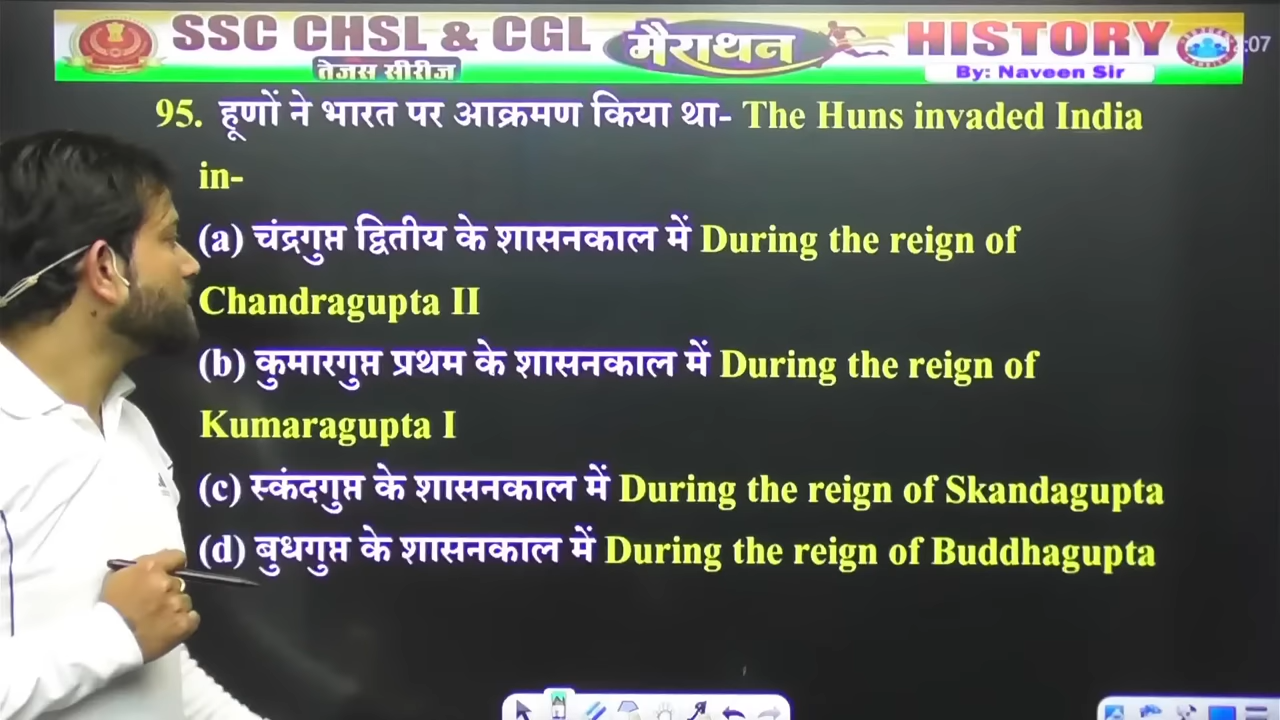 SSC CHSL & CGL मैराथन HISTORY
तेजस सीरीज By: Naveen Sir
95. हूणों ने भारत पर आक्रमण किया था- The Huns invaded India
in-
(a) चंद्रगुप्त द्वितीय के शासनकाल में During the reign of
Chandragupta II
(b) कुमारगुप्त प्रथम के शासनकाल में During the reign of
Kumaragupta I
(c) स्कंदगुप्त के शासनकाल में During the reign of Skandagupta
(d) बुधगुप्त के शासनकाल में During the reign of Buddhagupta